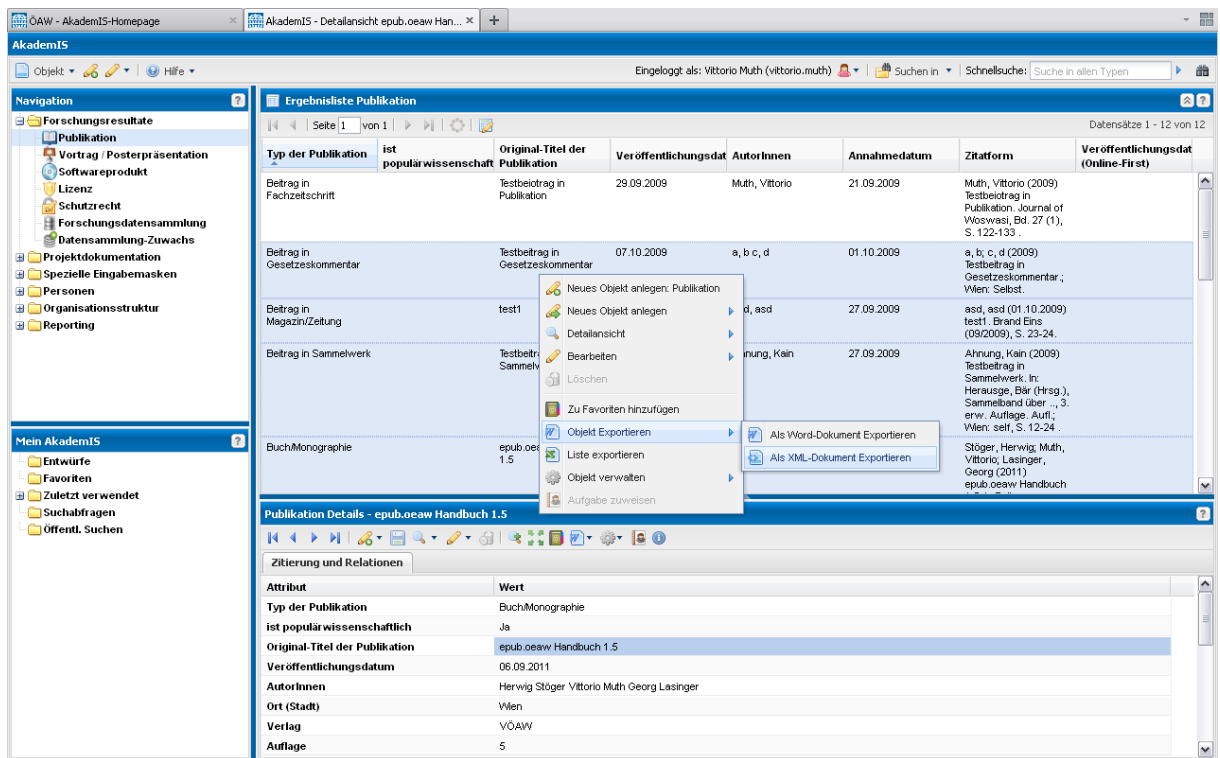 ÖAW - AkademIS-Homepage
AkademIS - Detailansicht epub.oeaw Han...
AkademIS
Objekt
Hilfe
Eingeloggt als: Vittorio Muth (vittorio.muth)
Suchen in
Schnellsuche:
Suche in allen Typen
Navigation
Forschungsresultate
Publikation
Vortrag / Posterpräsentation
Softwareprodukt
Lizenz
Schutzrecht
Forschungsdatensammlung
Datensammlung-Zuwachs
Projektdokumentation
Spezielle Eingabemasken
Personen
Organisationsstruktur
Reporting
Mein AkademIS
Entwürfe
Favoriten
Zuletzt verwendet
Suchabfragen
Öffentl. Suchen
Ergebnisliste Publikation
Seite 1 von 1
Datensätze 1 - 12 von 12
Typ der Publikation
ist
populärwissenschaft
Original-Titel der
Publikation
Veröffentlichungsdat
AutorInnen
Annahmedatum
Zitatform
Veröffentlichungsdat
(Online-First)
Beitrag in
Fachzeitschrift
Testbeiotrag in
Publikation
29.09.2009
Muth, Vittorio
21.09.2009
Muth, Vittorio (2009)
Testbeiotrag in
Publikation. Journal of
Woswasi, Bd. 27 (1),
S. 122-133 .
Beitrag in
Gesetzeskommentar
Testbeitrag in
Gesetzeskommentar
07.10.2009
a, b c, d
01.10.2009
a, b; c, d (2009)
Testbeitrag in
Gesetzeskommentar.;
Wien: Selbst.
Beitrag in
Magazin/Zeitung
test1
d, asd
27.09.2009
asd, asd (01.10.2009)
test1. Brand Eins
(09/2009), S. 23-24.
Beitrag in Sammelwerk
Testbeitr
Sammelw
nung, Kain
27.09.2009
Ahnung, Kain (2009)
Testbeitrag in
Sammelwerk. In:
Herausge, Bär (Hrsg.),
Sammelband über .., 3.
erw. Auflage. Aufl.;
Wien: self, S. 12-24 .
Buch/Monographie
epub.oea
1.5
Stöger, Herwig; Muth,
Vittorio; Lasinger,
Georg (2011)
epub.oeaw Handbuch
Neues Objekt anlegen: Publikation
Neues Objekt anlegen
Detailansicht
Bearbeiten
Löschen
Zu Favoriten hinzufügen
Objekt Exportieren
Liste exportieren
Objekt verwalten
Aufgabe zuweisen
Als Word-Dokument Exportieren
Als XML-Dokument Exportieren
Publikation Details - epub.oeaw Handbuch 1.5
Zitierung und Relationen
Attribut Wert
Typ der Publikation Buch/Monographie
ist populärwissenschaftlich Ja
Original-Titel der Publikation epub.oeaw Handbuch 1.5
Veröffentlichungsdatum 06.09.2011
AutorInnen Herwig Stöger Vittorio Muth Georg Lasinger
Ort (Stadt) Wien
Verlag VÖAW
Auflage 5